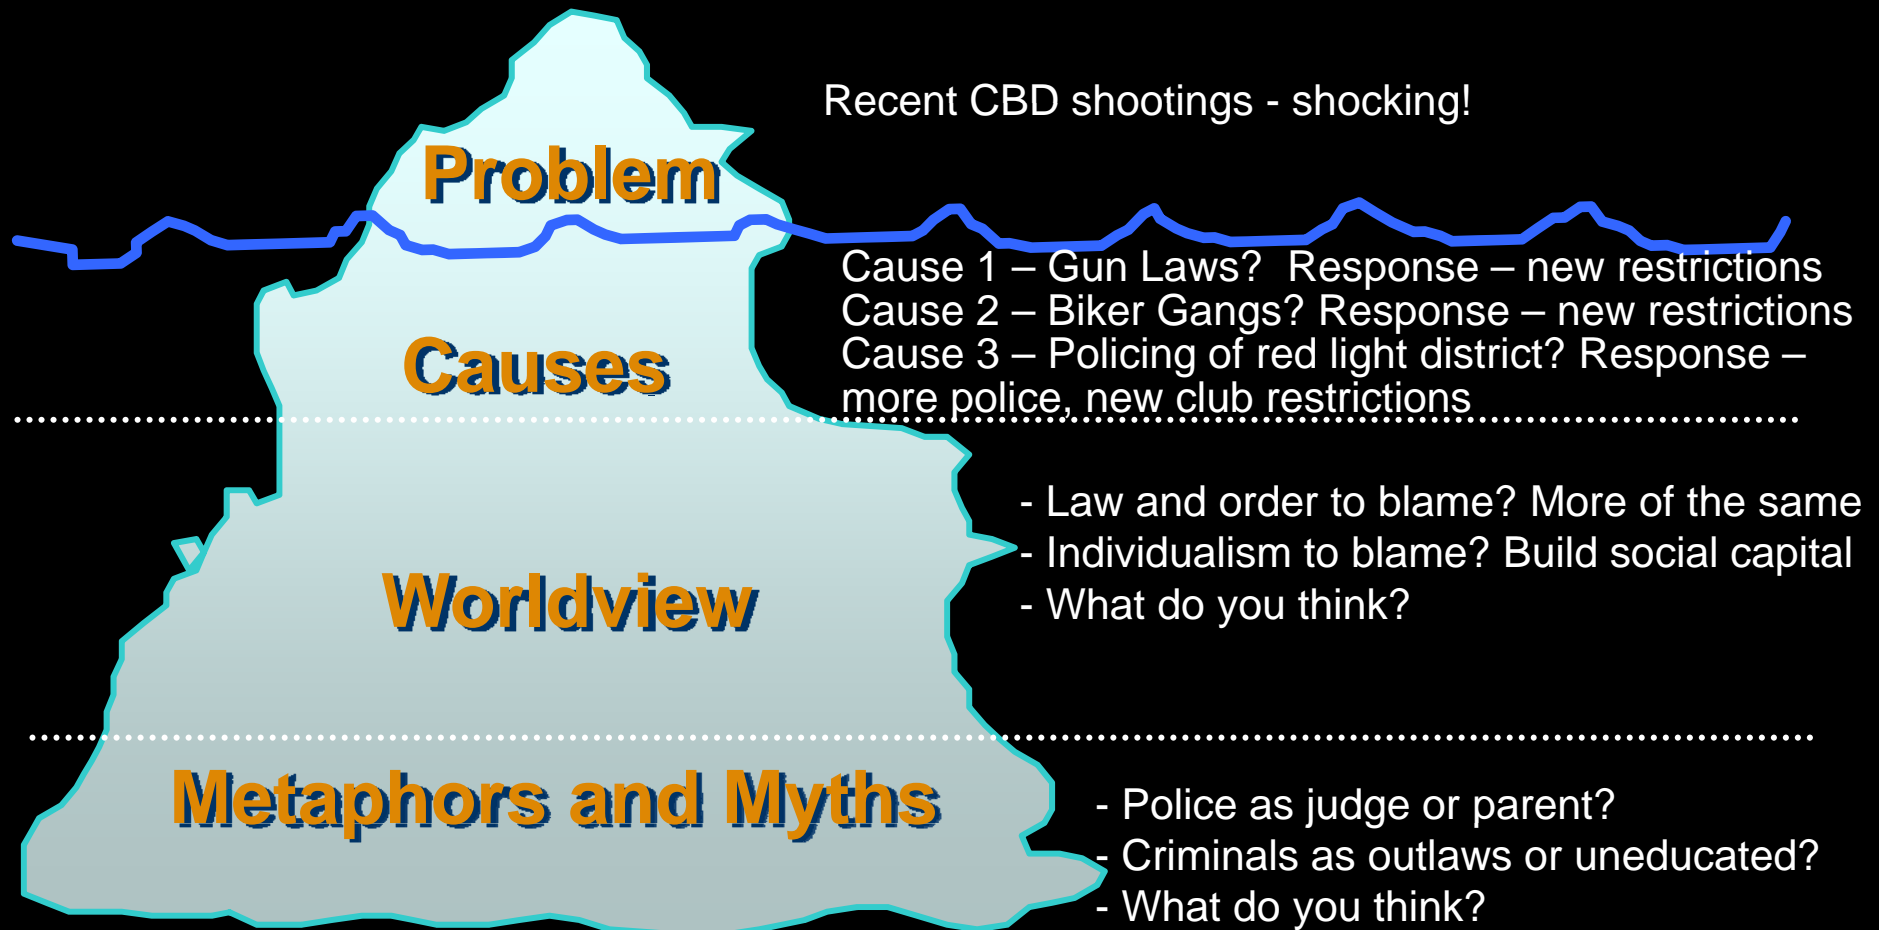 Recent CBD shootings - shocking!
Problem
Cause 1 – Gun Laws?  Response – new restrictions
Cause 2 – Biker Gangs? Response – new restrictions
Cause 3 – Policing of red light district? Response –
more police, new club restrictions
Causes
- Law and order to blame? More of the same
- Individualism to blame? Build social capital
- What do you think?
Worldview
Metaphors and Myths
- Police as judge or parent?
- Criminals as outlaws or uneducated?
- What do you think?